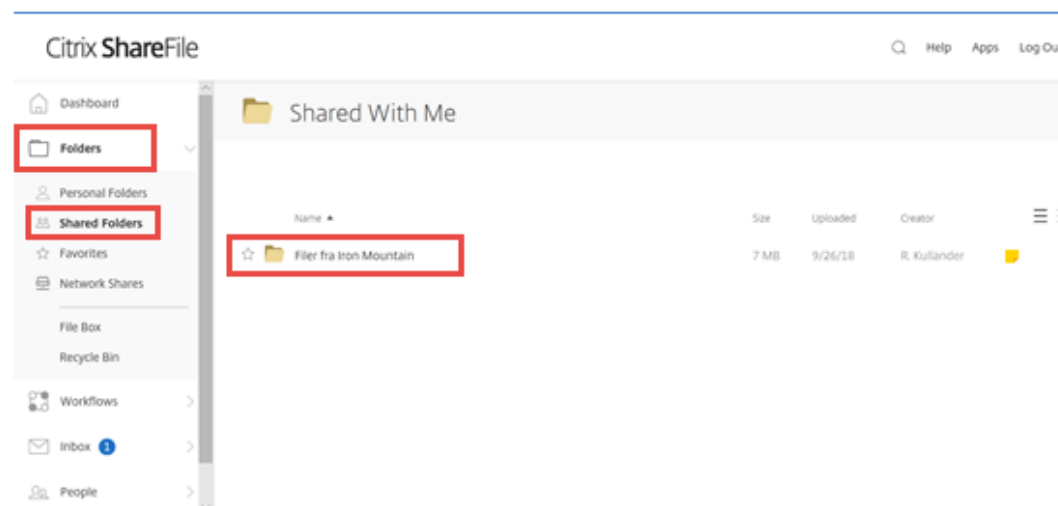 Citrix ShareFile
Help Apps Log Ou
Dashboard
Folders
Personal Folders
Shared Folders
Favorites
Network Shares
File Box
Recycle Bin
Workflows
Inbox 1
People
Shared With Me
Name Size Uploaded Creator
Filer fra Iron Mountain 7 MB 9/26/18 R. Kullander